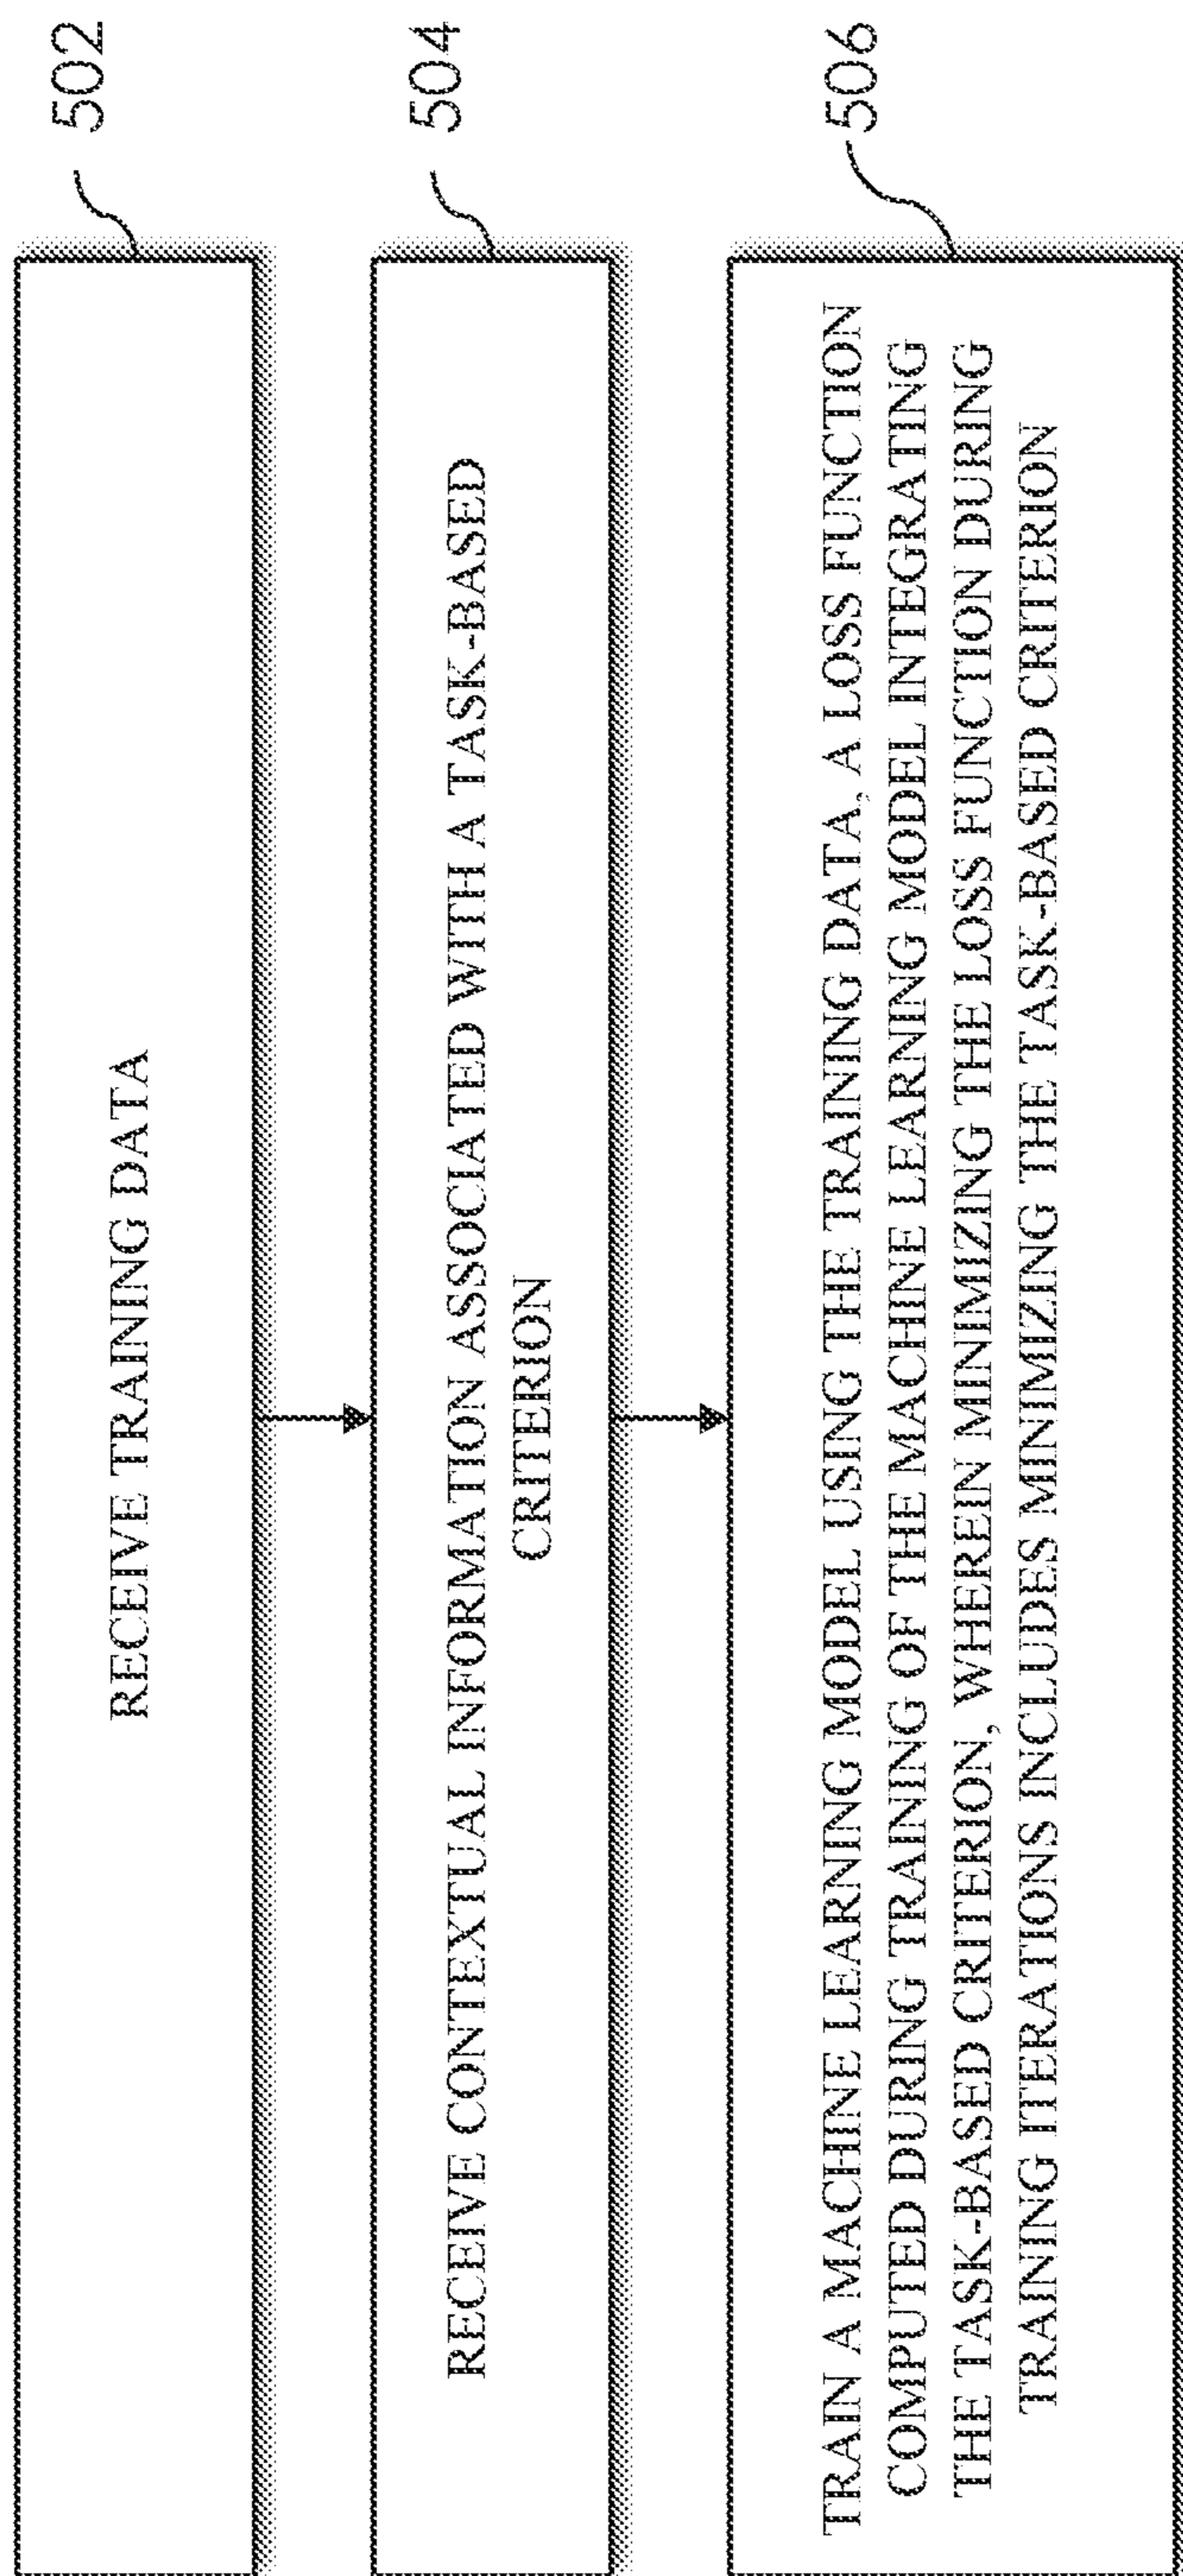 502
RECEIVE TRAINING DATA
504
RECEIVE CONTEXTUAL INFORMATION ASSOCIATED WITH A TASK-BASED
CRITERION
506
TRAIN A MACHINE LEARNING MODEL USING THE TRAINING DATA, A LOSS FUNCTION
COMPUTED DURING TRAINING OF THE MACHINE LEARNING MODEL INTEGRATING
THE TASK-BASED CRITERION, WHEREIN MINIMIZING THE LOSS FUNCTION DURING
TRAINING ITERATIONS INCLUDES MINIMIZING THE TASK-BASED CRITERION